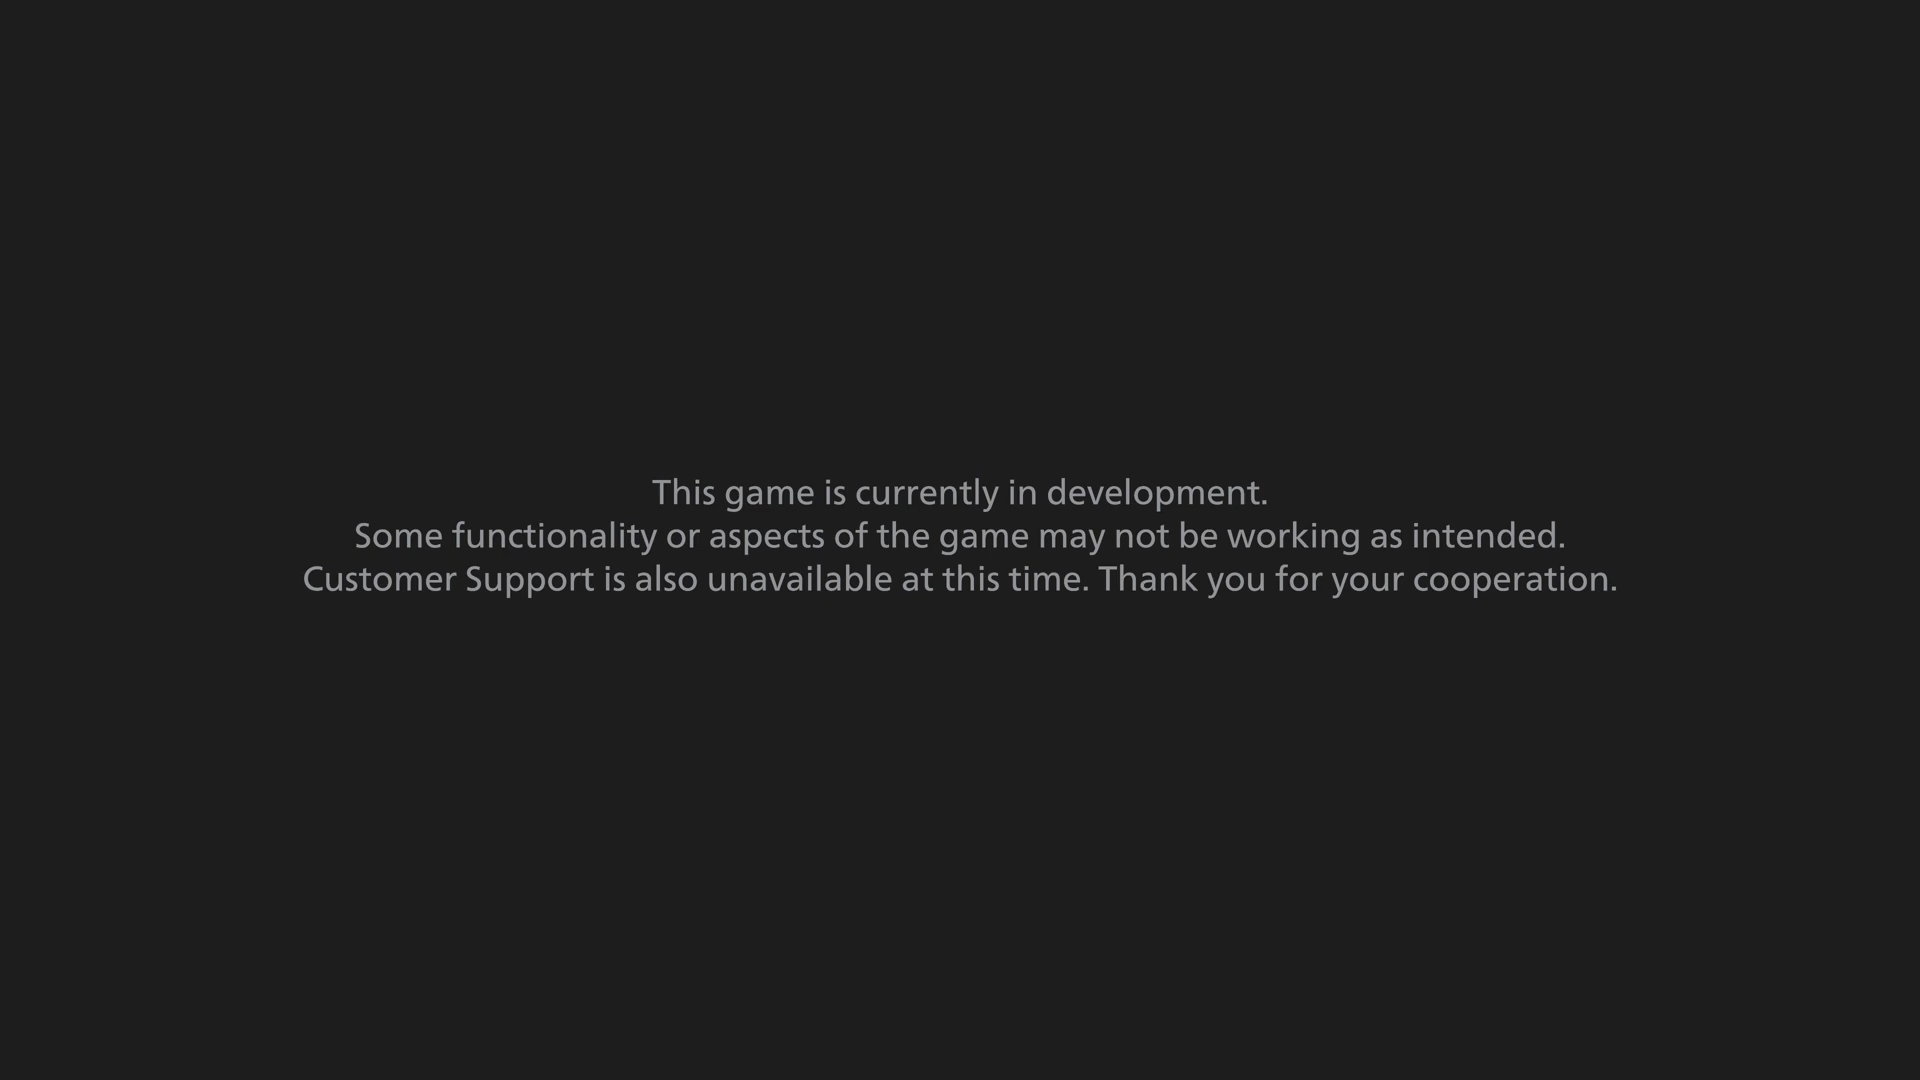 This game is currently in development.
Some functionality or aspects of the game may not be working as intended.
Customer Support is also unavailable at this time. Thank you for your cooperation.